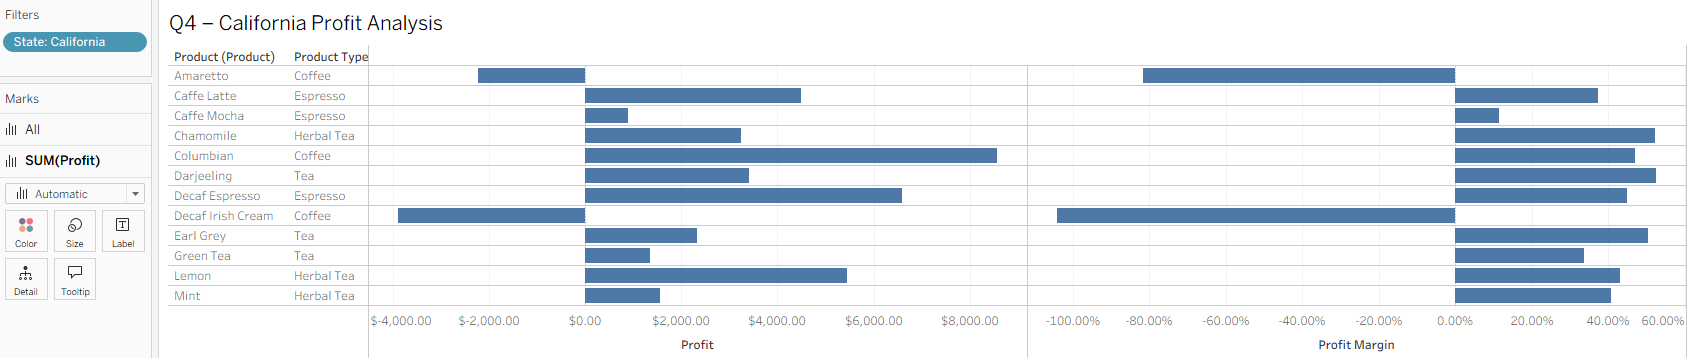 Filters
State: California
Marks
All
SUM(Profit)
Automatic
Color Size Label
Detail Tooltip
Q4 – California Profit Analysis
Product (Product) Product Type
Amaretto Coffee
Caffe Latte Espresso
Caffe Mocha Espresso
Chamomile Herbal Tea
Columbian Coffee
Darjeeling Tea
Decaf Espresso Espresso
Decaf Irish Cream Coffee
Earl Grey Tea
Green Tea Tea
Lemon Herbal Tea
Mint Herbal Tea
$-4,000.00 $-2,000.00 $0.00 $2,000.00 $4,000.00 $6,000.00 $8,000.00 -100.00% -80.00% -60.00% -40.00% -20.00% 0.00% 20.00% 40.00% 60.00%
Profit Profit Margin